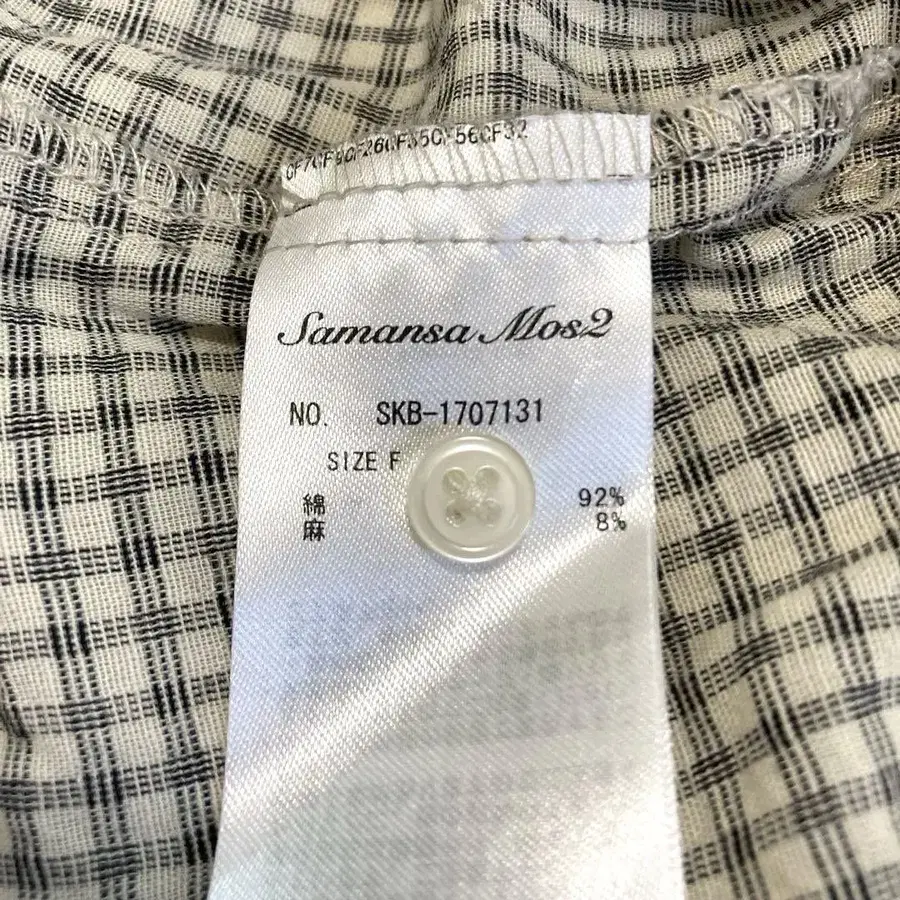 Samansa Mos2
NO. SKB-1707131
SIZE F
綿 92%
麻 8%